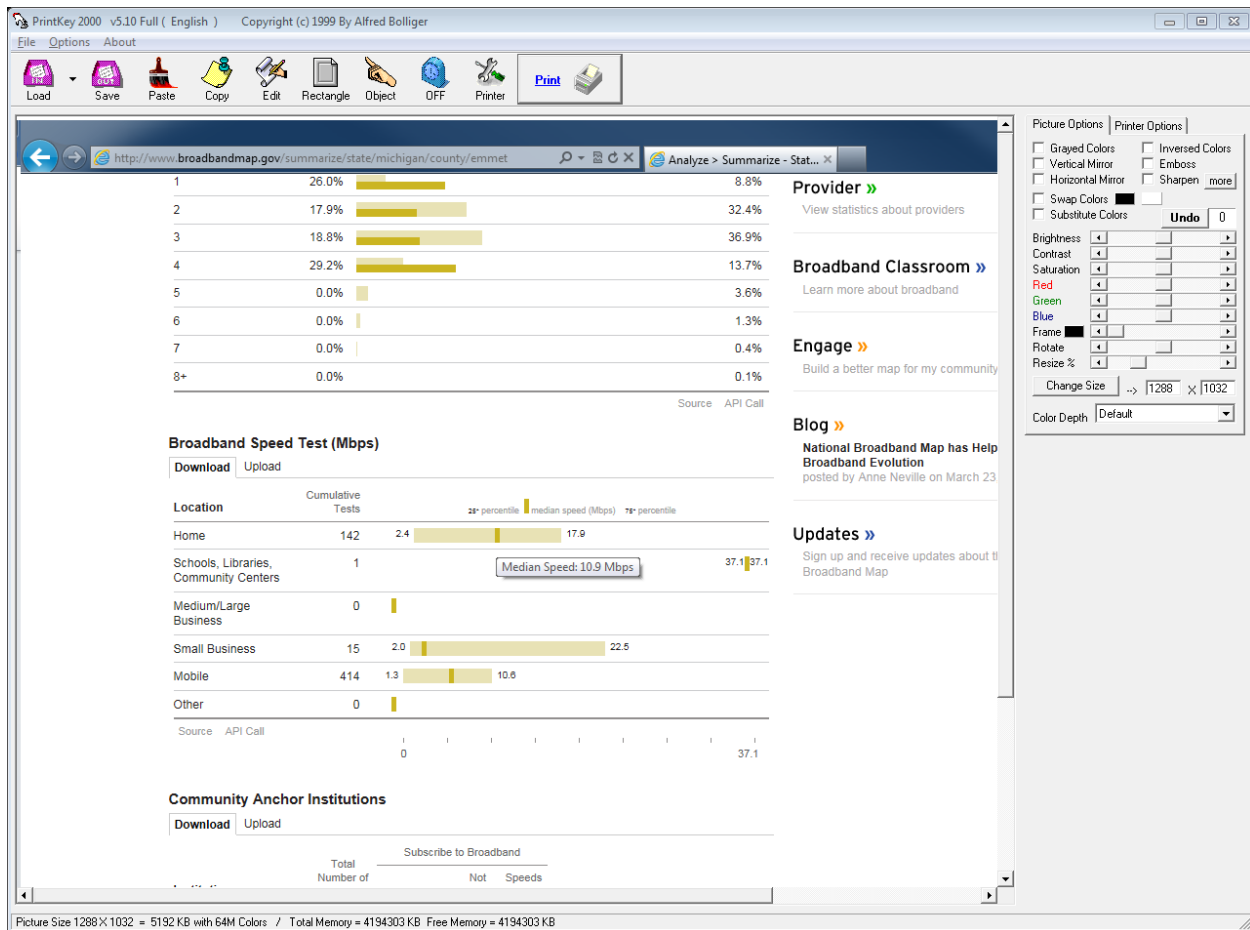 PrintKey 2000 v5.10 Full ( English ) Copyright (c) 1999 By Alfred Bolliger
File Options About
IN OUT
Load Save Paste Copy Edit Rectangle Object OFF Printer Print
http://www.broadbandmap.gov/summarize/state/michigan/county/emmet
Analyze > Summarize - Stat...
1 26.0% 8.8%
2 17.9% 32.4%
3 18.8% 36.9%
4 29.2% 13.7%
5 0.0% 3.6%
6 0.0% 1.3%
7 0.0% 0.4%
8+ 0.0% 0.1%
Source API Call
Broadband Speed Test (Mbps)
Download Upload
Location Cumulative Tests 25th percentile median speed (Mbps) 75th percentile
Home 142 2.4 17.9
Schools, Libraries, 1 37.1 37.1
Community Centers
Median Speed: 10.9 Mbps
Medium/Large 0
Business
Small Business 15 2.0 22.5
Mobile 414 1.3 10.6
Other 0
Source API Call
0 37.1
Community Anchor Institutions
Download Upload
Subscribe to Broadband
Total
Number of Not Speeds
Provider »
View statistics about providers
Broadband Classroom »
Learn more about broadband
Engage »
Build a better map for my community
Blog »
National Broadband Map has Help
Broadband Evolution
posted by Anne Neville on March 23
Updates »
Sign up and receive updates about th
Broadband Map
Picture Options Printer Options
Grayed Colors Inversed Colors
Vertical Mirror Emboss
Horizontal Mirror Sharpen more
Swap Colors
Substitute Colors Undo 0
Brightness
Contrast
Saturation
Red
Green
Blue
Frame
Rotate
Resize %
Change Size --> 1288 X 1032
Color Depth Default
Picture Size 1288 X 1032 = 5192 KB with 64M Colors / Total Memory = 4194303 KB Free Memory = 4194303 KB